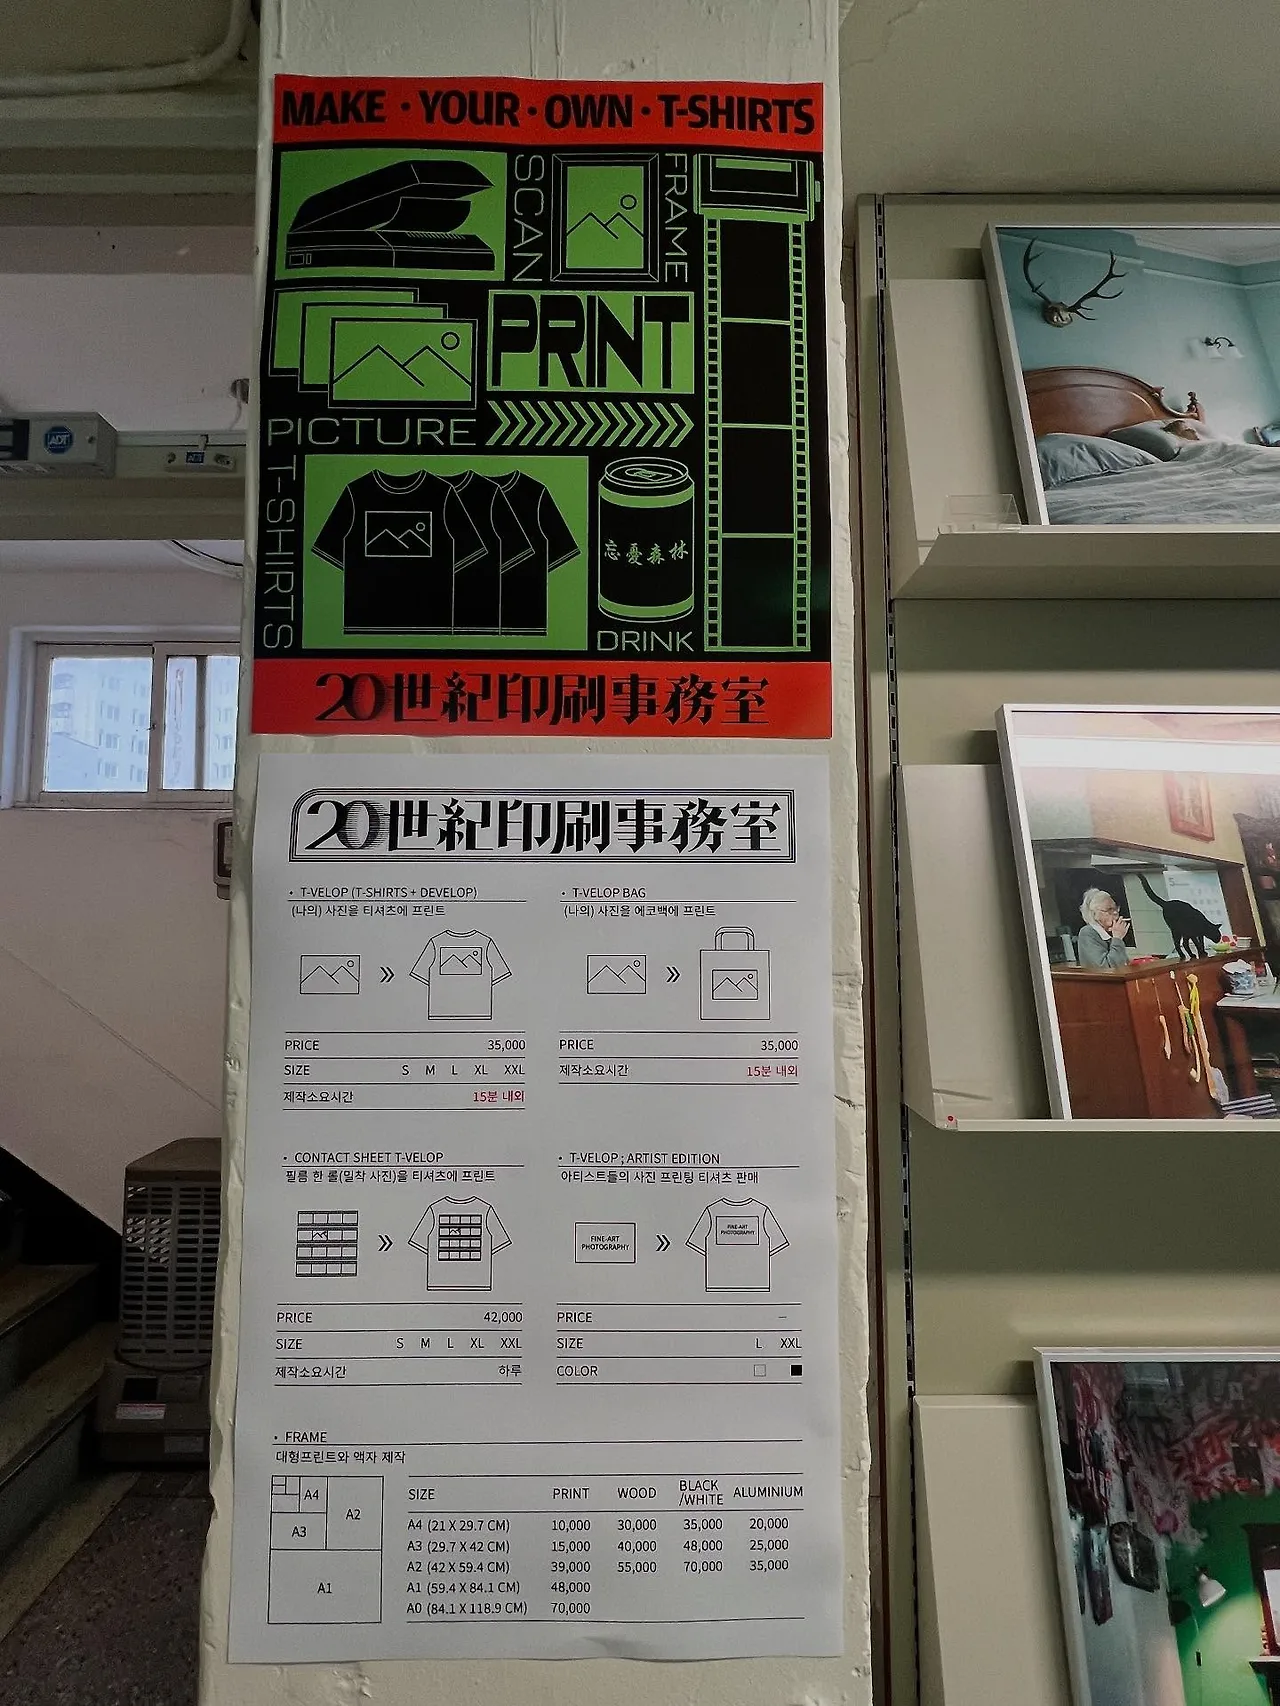 MAKE · YOUR · OWN · T-SHIRTS
SCAN
FRAME
PRINT
PICTURE
T-SHIRTS
忘憂森林
DRINK
20世紀印刷事務室
20世紀印刷事務室
• T-VELOP (T-SHIRTS + DEVELOP)
(나의) 사진을 티셔츠에 프린트
PRICE 35,000
SIZE S M L XL XXL
제작소요시간 15분 내외
• T-VELOP BAG
(나의) 사진을 에코백에 프린트
PRICE 35,000
제작소요시간 15분 내외
• CONTACT SHEET T-VELOP
필름 한 롤(밀착 사진)을 티셔츠에 프린트
PRICE 42,000
SIZE S M L XL XXL
제작소요시간 하루
• T-VELOP ; ARTIST EDITION
아티스트들의 사진 프린팅 티셔츠 판매
FINE-ART
PHOTOGRAPHY
FINE-ART
PHOTOGRAPHY
PRICE –
SIZE L XXL
COLOR
• FRAME
대형프린트와 액자 제작
A4
A2
A3
A1
SIZE PRINT WOOD BLACK /WHITE ALUMINIUM
A4 (21 X 29.7 CM) 10,000 30,000 35,000 20,000
A3 (29.7 X 42 CM) 15,000 40,000 48,000 25,000
A2 (42 X 59.4 CM) 39,000 55,000 70,000 35,000
A1 (59.4 X 84.1 CM) 48,000
A0 (84.1 X 118.9 CM) 70,000
ADT